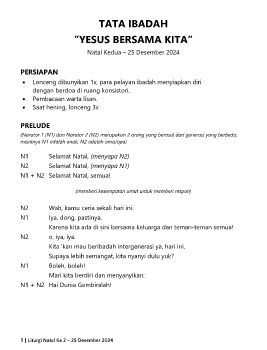 TATA IBADAH
"YESUS BERSAMA KITA"
Natal Kedua – 25 Desember 2024
PERSIAPAN
• Lonceng dibunyikan 1x, para pelayan ibadah menyiapkan diri
dengan berdoa di ruang konsistori.
• Pembacaan warta lisan.
• Saat hening, lonceng 3x
PRELUDE
(Narator 1 (N1) dan Narator 2 (N2) merupakan 2 orang yang berasal dari generasi yang berbeda;
misalnya N1 adalah anak; N2 adalah oma/opa)
N1 Selamat Natal, (menyapa N2)
N2 Selamat Natal, (menyapa N1)
N1 + N2 Selamat Natal, semua!
(memberi kesempatan umat untuk memberi respon)
N2 Wah, kamu ceria sekali hari ini.
N1 Iya, dong, pastinya.
Karena kita ada di sini bersama keluarga dan teman-teman semua!
N2 o, iya, iya.
Kita 'kan mau beribadah intergenerasi ya, hari ini.
Supaya lebih semangat, kita nyanyi dulu yuk?
N1 Boleh, boleh!
Mari kita berdiri dan menyanyikan:
N1 + N2 Hai Dunia Gembiralah!
1 | Liturgi Natal Ke 2 – 25 Desember 2024